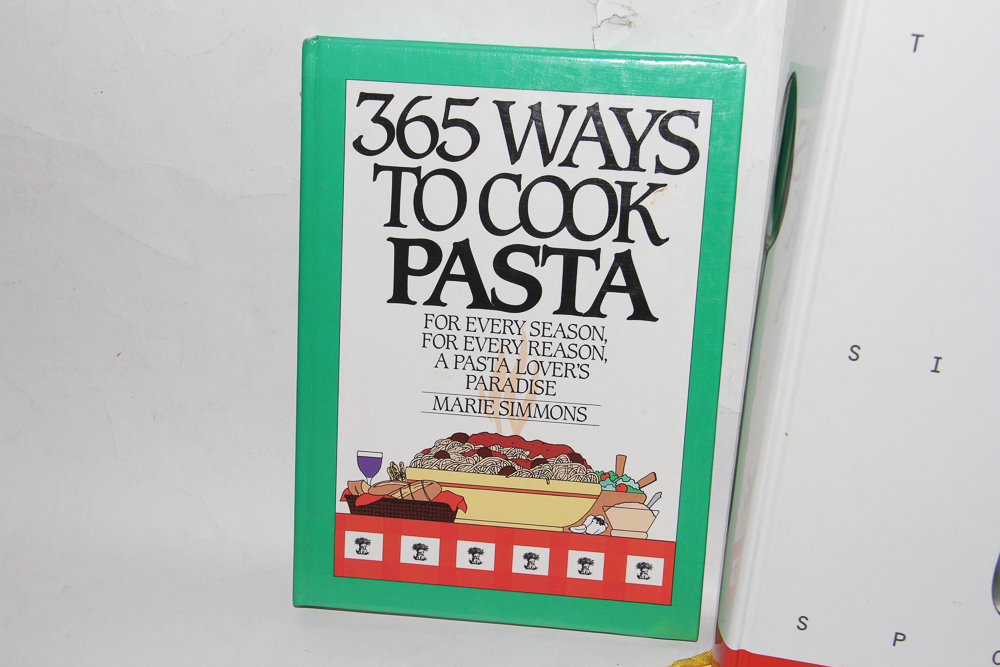 365 WAYS
TO COOK
PASTA
FOR EVERY SEASON,
FOR EVERY REASON,
A PASTA LOVER'S
PARADISE
MARIE SIMMONS
T
S I
S P